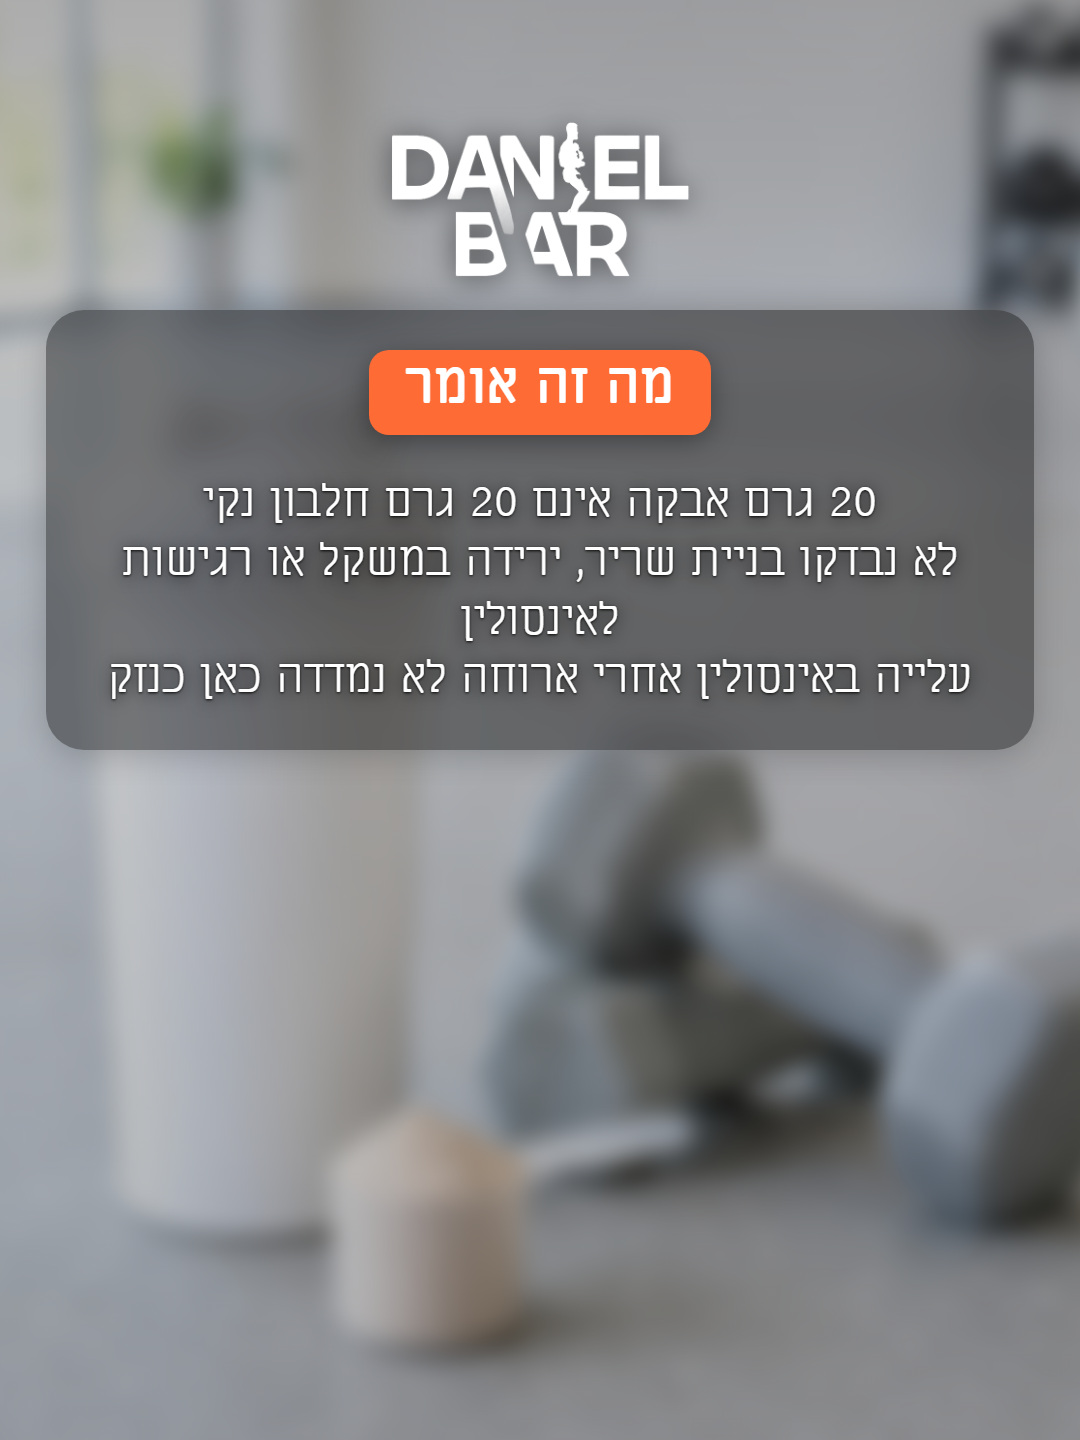 DANIEL
BAR
מה זה אומר
20 גרם אבקה אינם 20 גרם חלבון נקי
לא נבדקו בניית שריר, ירידה במשקל או רגישות
לאינסולין
עלייה באינסולין אחרי ארוחה לא נמדדה כאן כנזק